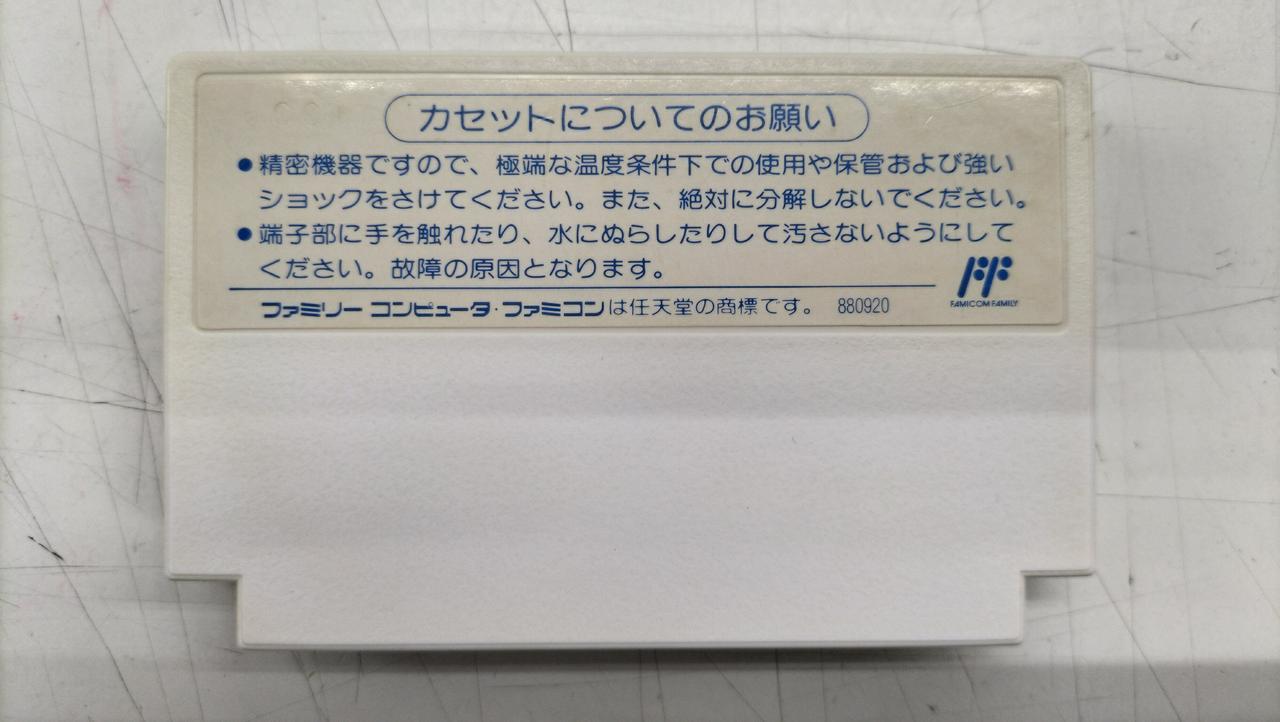 カセットについてのお願い
●精密機器ですので、極端な温度条件下での使用や保管および強い
ショックをさけてください。また、絶対に分解しないでください。
●端子部に手を触れたり、水にぬらしたりして汚さないようにして
ください。故障の原因となります。
FF
FAMICOM FAMILY
ファミリー コンピュータ・ファミコンは任天堂の商標です。 880920